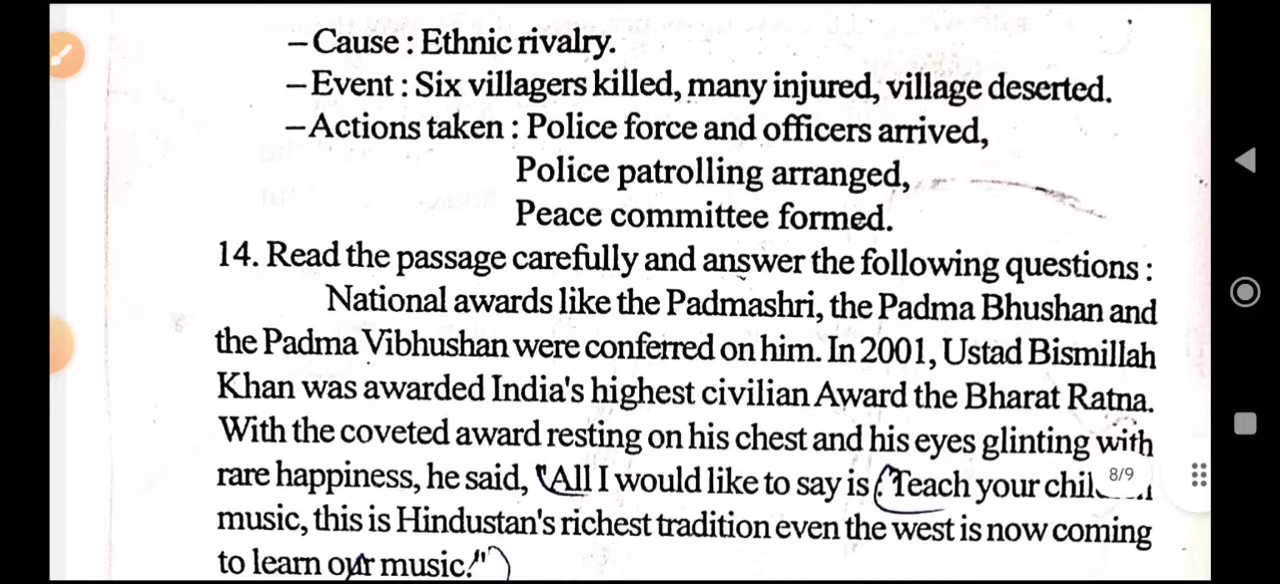 – Cause : Ethnic rivalry.
– Event : Six villagers killed, many injured, village deserted.
– Actions taken : Police force and officers arrived,
Police patrolling arranged,
Peace committee formed.
14. Read the passage carefully and answer the following questions :
National awards like the Padmashri, the Padma Bhushan and
the Padma Vibhushan were conferred on him. In 2001, Ustad Bismillah
Khan was awarded India's highest civilian Award the Bharat Ratna.
With the coveted award resting on his chest and his eyes glinting with
rare happiness, he said, "All I would like to say is : Teach your
8/9
music, this is Hindustan's richest tradition even the west is now coming
to learn our music."